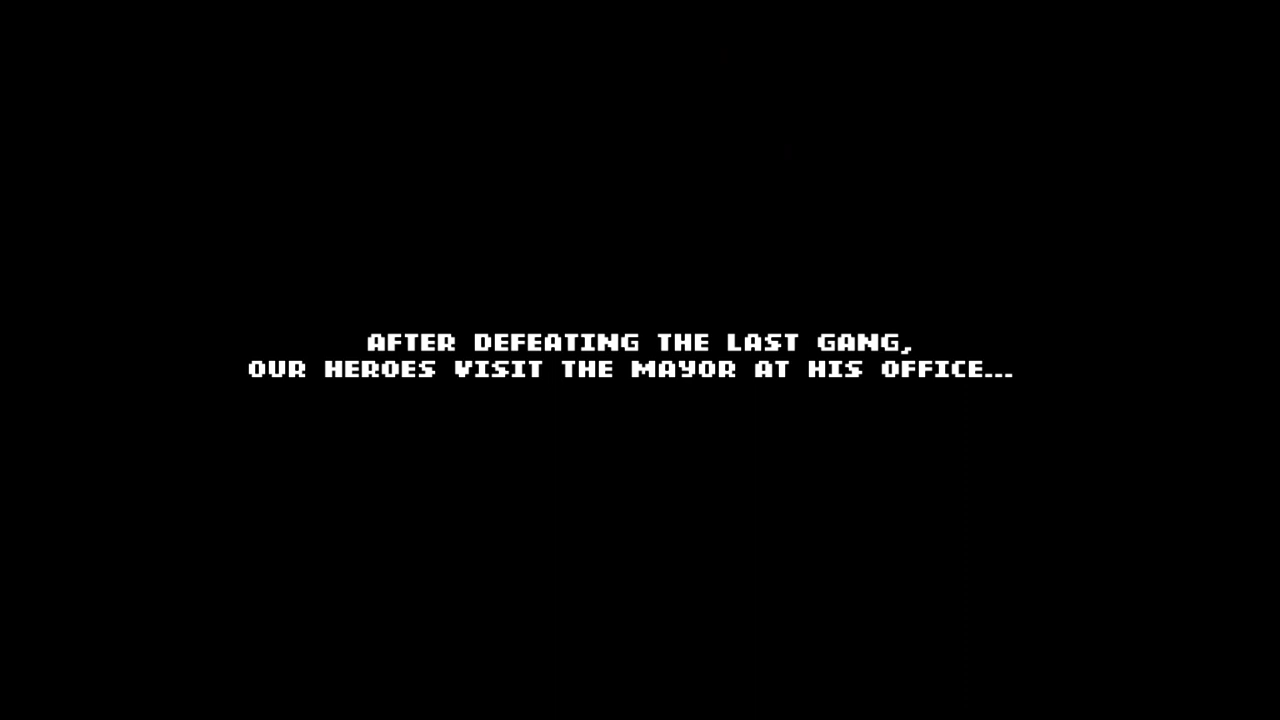 AFTER DEFEATING THE LAST GANG,
OUR HEROES VISIT THE MAYOR AT HIS OFFICE...